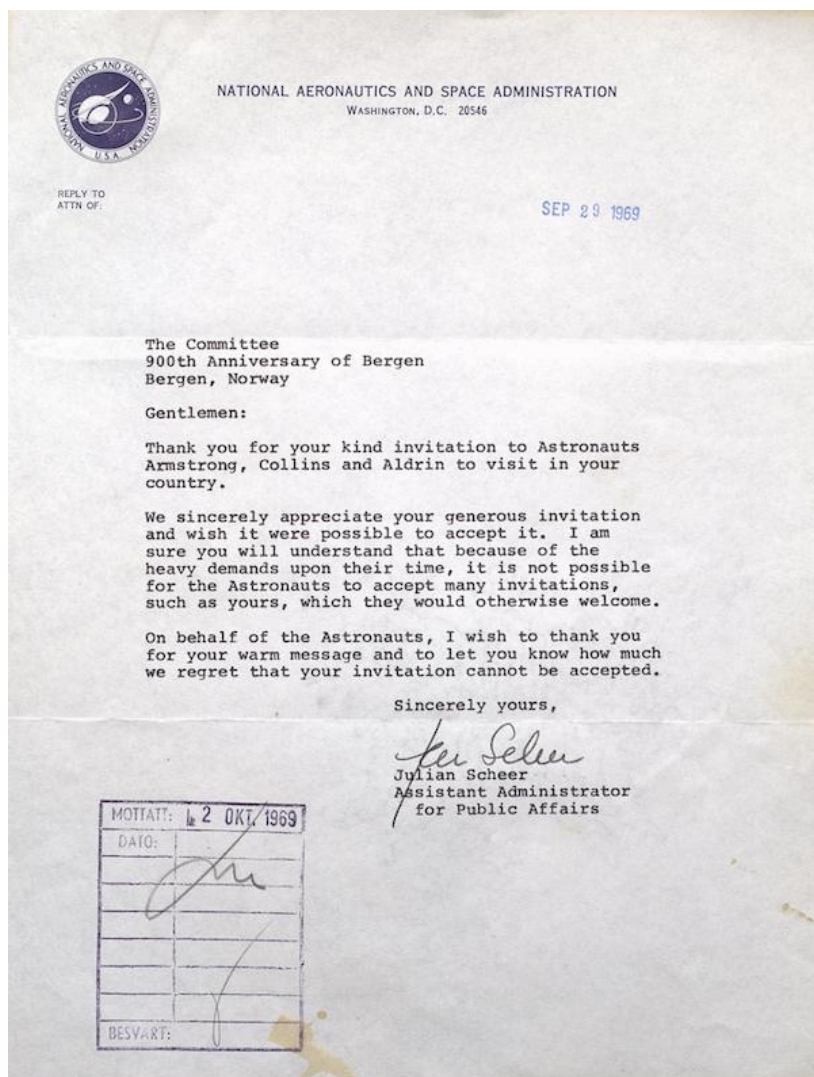 NATIONAL AERONAUTICS AND SPACE ADMINISTRATION
U.S.A.
NATIONAL AERONAUTICS AND SPACE ADMINISTRATION
WASHINGTON, D.C. 20546
REPLY TO
ATTN OF:
SEP 29 1969
The Committee
900th Anniversary of Bergen
Bergen, Norway
Gentlemen:
Thank you for your kind invitation to Astronauts
Armstrong, Collins and Aldrin to visit in your
country.
We sincerely appreciate your generous invitation
and wish it were possible to accept it. I am
sure you will understand that because of the
heavy demands upon their time, it is not possible
for the Astronauts to accept many invitations,
such as yours, which they would otherwise welcome.
On behalf of the Astronauts, I wish to thank you
for your warm message and to let you know how much
we regret that your invitation cannot be accepted.
Sincerely yours,
Julian Scheer
Assistant Administrator
for Public Affairs
MOTTATT: 2 OKT. 1969
DATO:
BESVART: